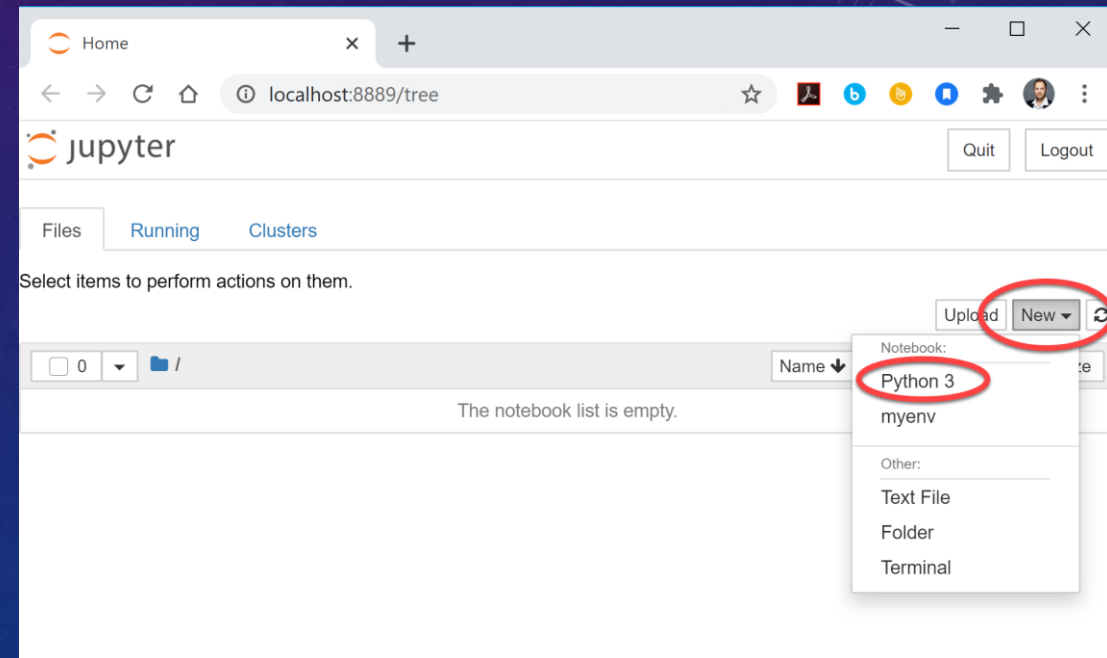 Home
localhost:8889/tree
jupyter
Quit
Logout
Files
Running
Clusters
Select items to perform actions on them.
Upload
New
0
/
Name
ze
Notebook:
Python 3
myenv
The notebook list is empty.
Other:
Text File
Folder
Terminal